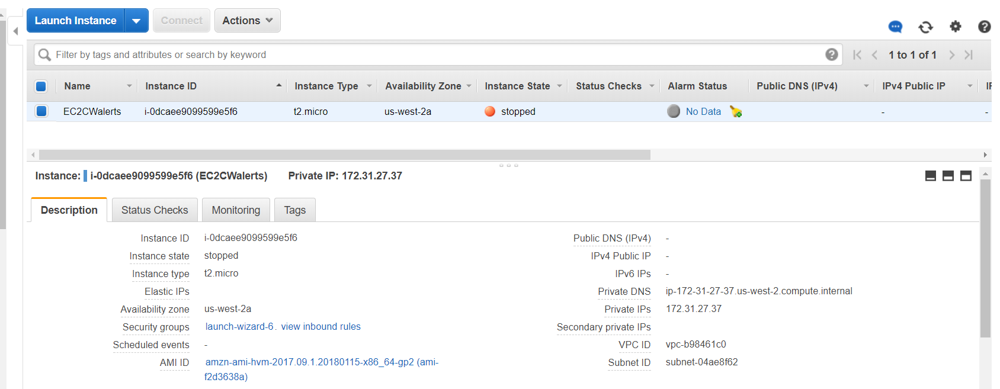 Launch Instance Connect Actions
Filter by tags and attributes or search by keyword 1 to 1 of 1
Name Instance ID Instance Type Availability Zone Instance State Status Checks Alarm Status Public DNS (IPv4) IPv4 Public IP
EC2CWalerts i-0dcaee9099599e5f6 t2.micro us-west-2a stopped No Data - -
Instance: i-0dcaee9099599e5f6 (EC2CWalerts) Private IP: 172.31.27.37
Description Status Checks Monitoring Tags
Instance ID i-0dcaee9099599e5f6 Public DNS (IPv4) -
Instance state stopped IPv4 Public IP -
Instance type t2.micro IPv6 IPs -
Elastic IPs Private DNS ip-172-31-27-37.us-west-2.compute.internal
Availability zone us-west-2a Private IPs 172.31.27.37
Security groups launch-wizard-6. view inbound rules Secondary private IPs
Scheduled events - VPC ID vpc-b98461c0
AMI ID amzn-ami-hvm-2017.09.1.20180115-x86_64-gp2 (ami- Subnet ID subnet-04ae8f62
f2d3638a)